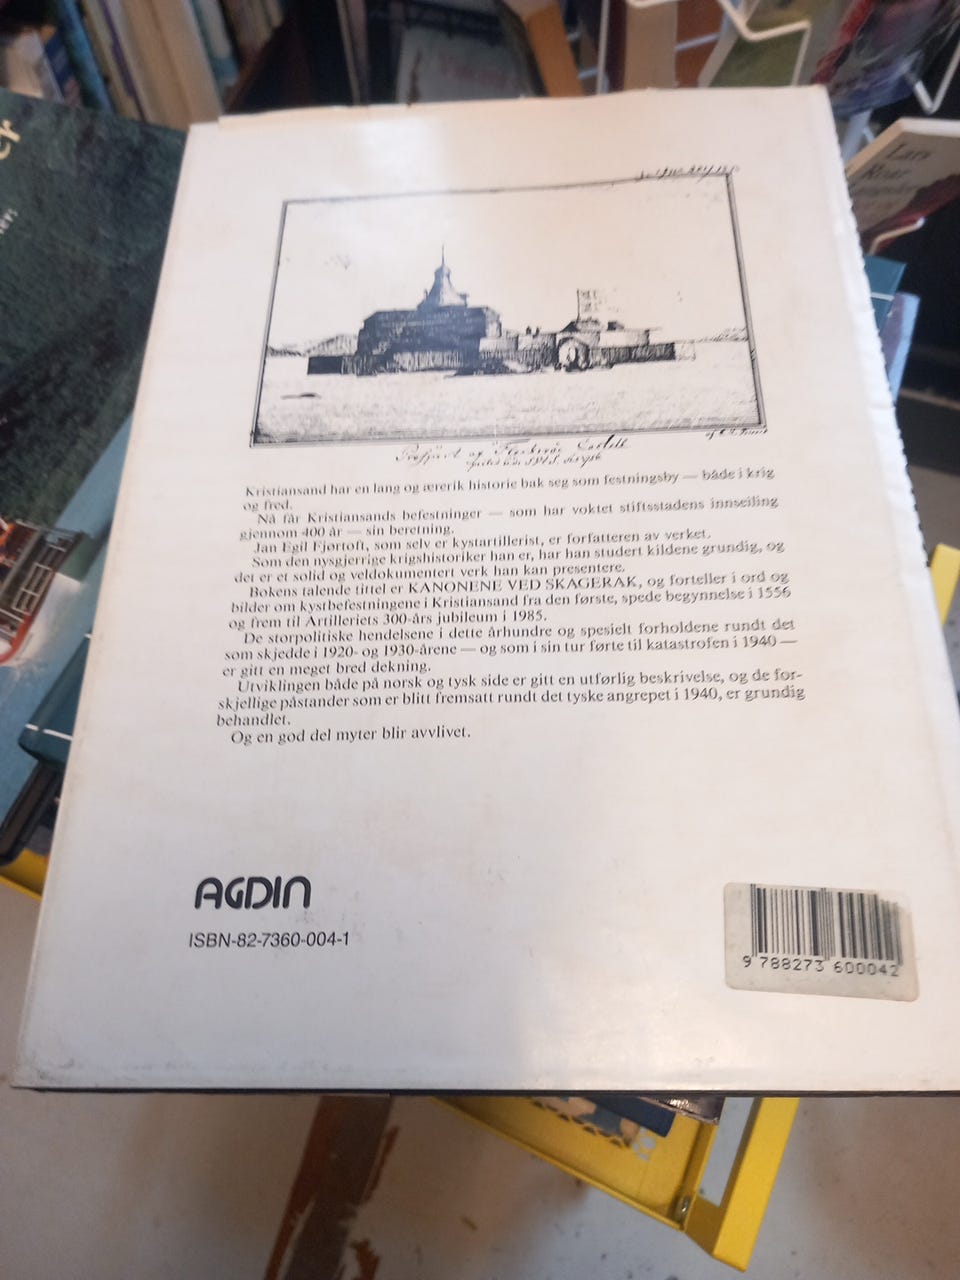 Kristiansand har en lang og ærerik historie bak seg som festningsby — både i krig
og fred.
Nå får Kristiansands befestninger — som har voktet stiftsstadens innseiling
gjennom 400 år — sin beretning.
Jan Egil Fjørtoft, som selv er kystartillerist, er forfatteren av verket.
Som den nysgjerrige krigshistoriker han er, har han studert kildene grundig, og
det er et solid og veldokumentert verk han kan presentere.
Bokens talende tittel er KANONENE VED SKAGERAK, og forteller i ord og
bilder om kystbefestningene i Kristiansand fra den første, spede begynnelse i 1556
og frem til Artilleriets 300-års jubileum i 1985.
De storpolitiske hendelsene i dette århundre og spesielt forholdene rundt det
som skjedde i 1920- og 1930-årene — og som i sin tur førte til katastrofen i 1940 —
er gitt en meget bred dekning.
Utviklingen både på norsk og tysk side er gitt en utførlig beskrivelse, og de for-
skjellige påstander som er blitt fremsatt rundt det tyske angrepet i 1940, er grundig
behandlet.
Og en god del myter blir avvlivet.
AGDIN
ISBN-82-7360-004-1
9 788273 600042
Lars
Roar